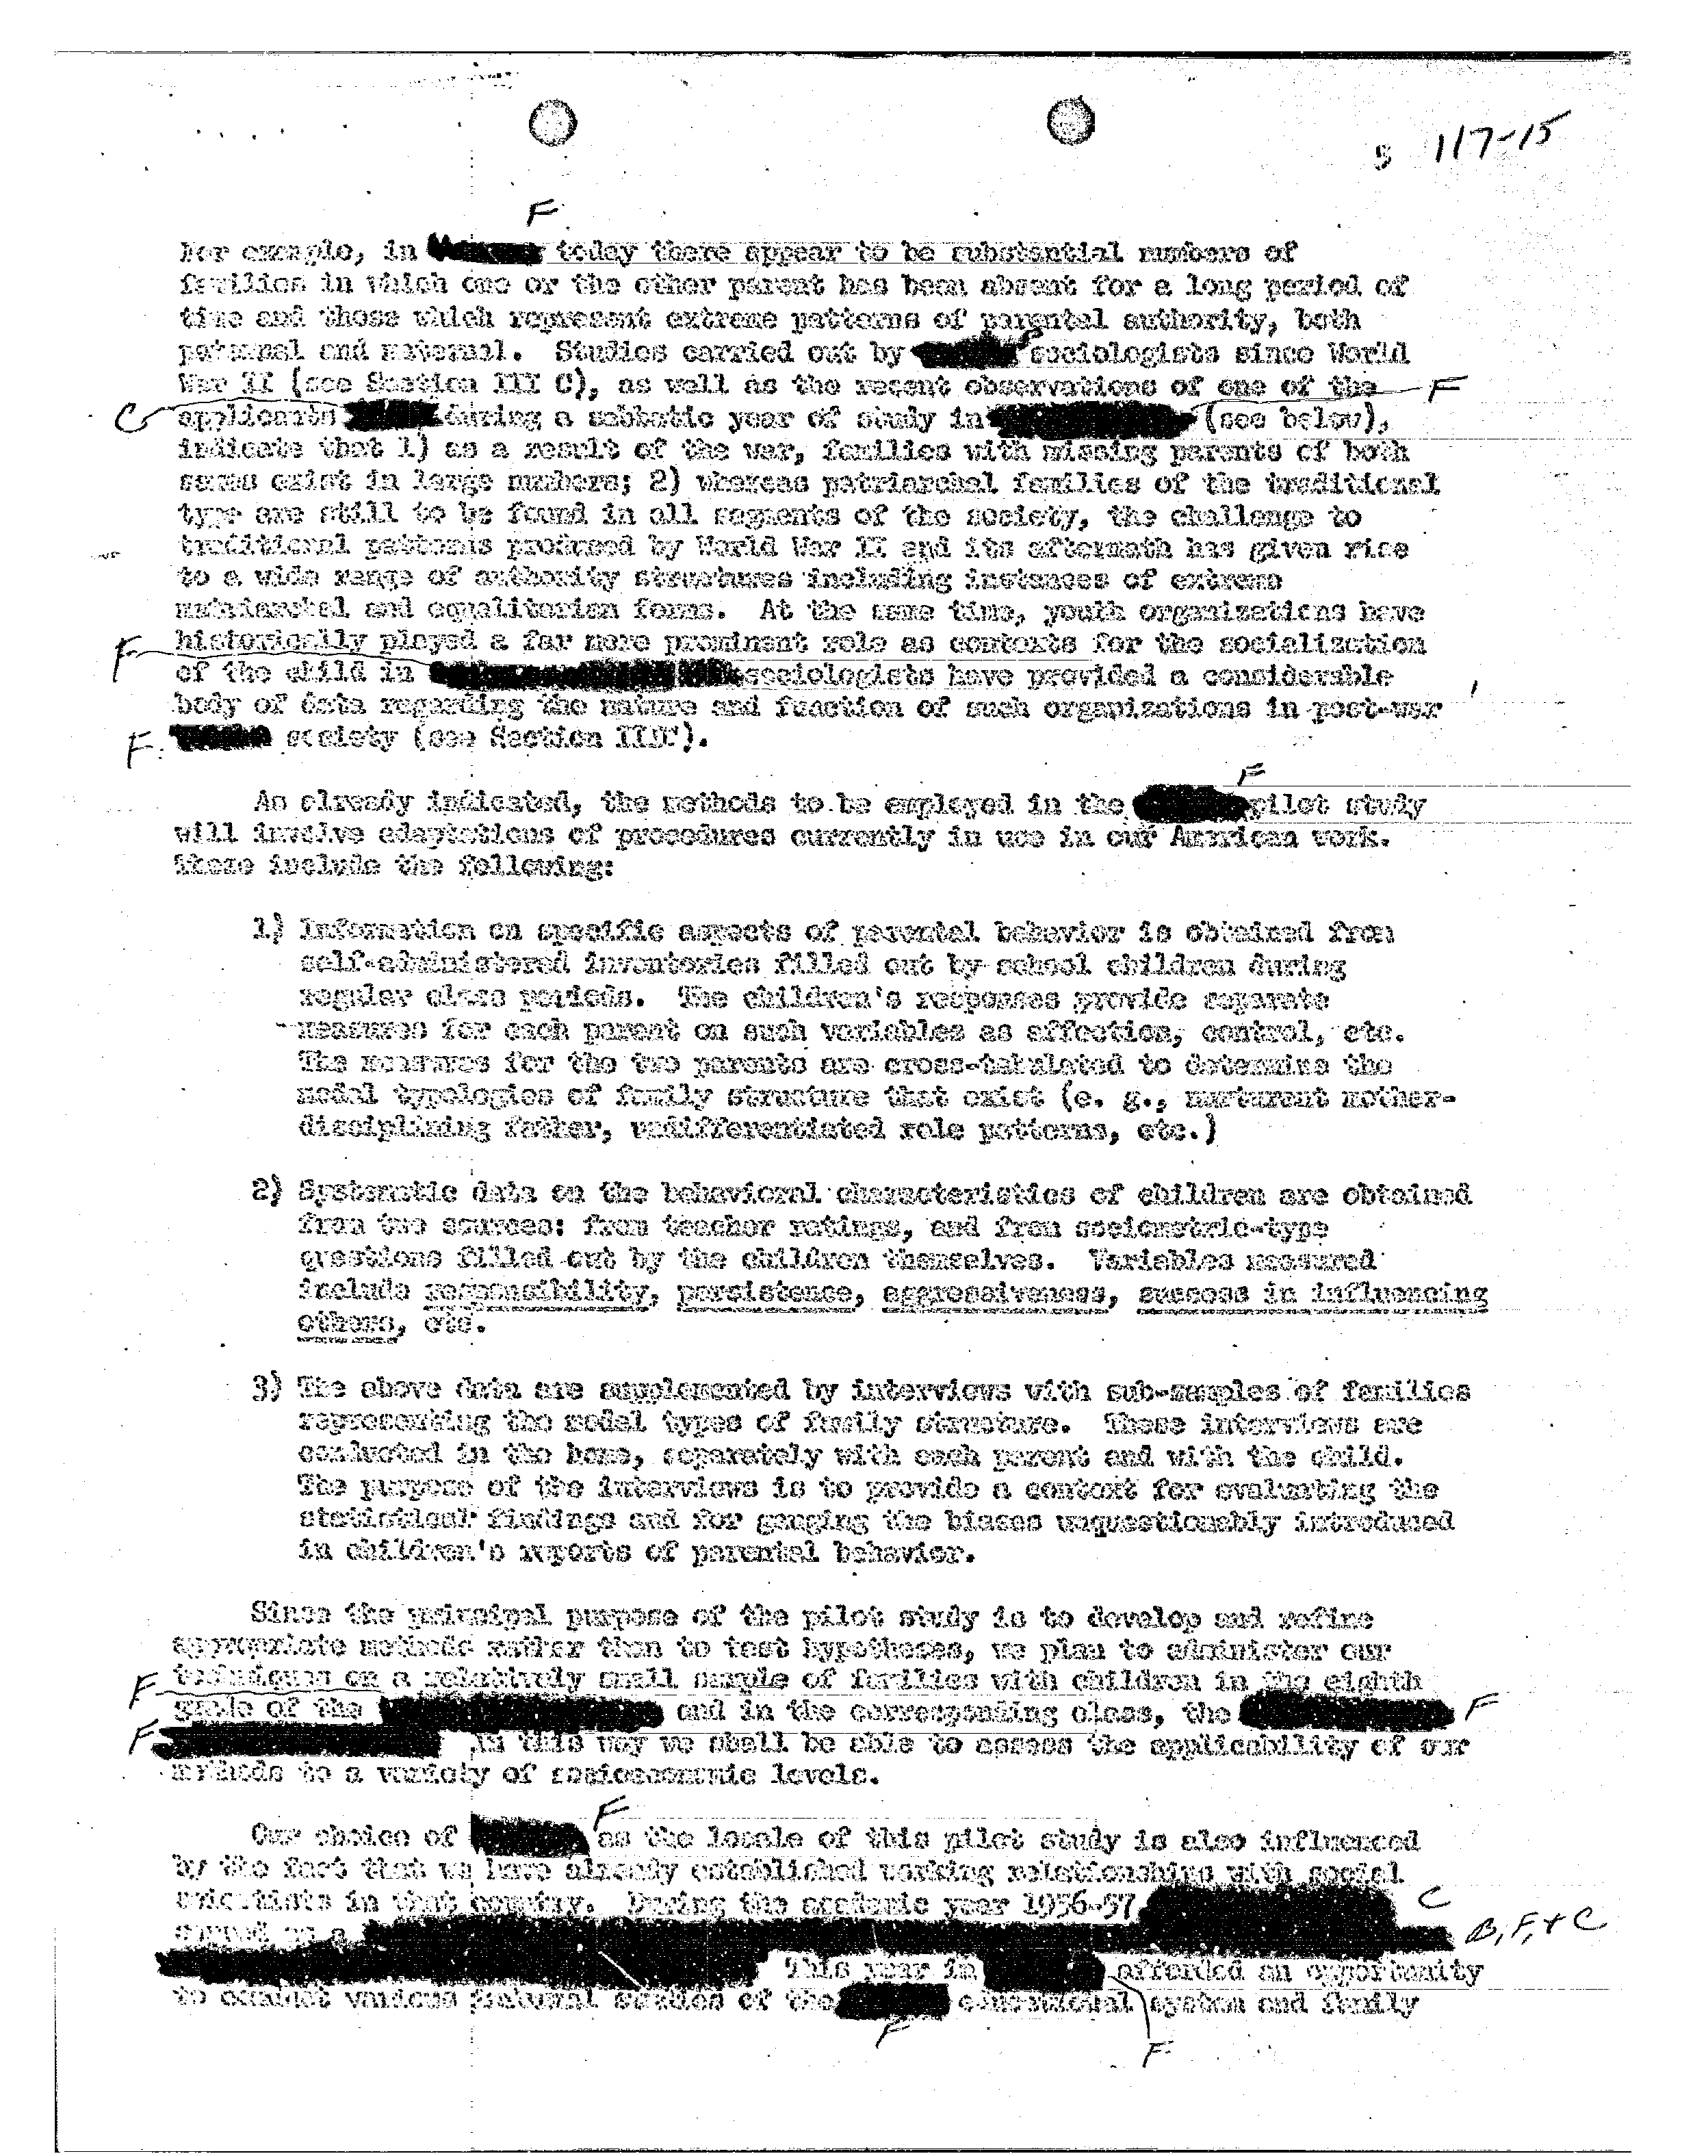 5 117-15
F
For example, in today there appear to be substantial numbers of
families in which one or the other parent has been absent for a long period of
time and those which represent extreme patterns of parental authority, both
paternal and maternal. Studies carried out by sociologists since World
War II (see Section III C), as well as the recent observations of one of the F
C applicants during a sabbatic year of study in (see below),
indicate that 1) as a result of the war, families with missing parents of both
sexes exist in large numbers; 2) whereas patriarchal families of the traditional
type are still to be found in all segments of the society, the challenge to
traditional patterns produced by World War II and its aftermath has given rise
to a wide range of authority structures including instances of extreme
matriarchal and equalitarian forms. At the same time, youth organizations have
historically played a far more prominent role as contexts for the socialization
F of the child in sociologists have provided a considerable
body of data regarding the nature and function of such organizations in post-war
F. society (see Section III).
F
As already indicated, the methods to be employed in the pilot study
will involve adaptations of procedures currently in use in our American work.
These include the following:
1) Information on specific aspects of parental behavior is obtained from
self-administered inventories filled out by school children during
regular class periods. The children's responses provide separate
measures for each parent on such variables as affection, control, etc.
The measures for the two parents are cross-tabulated to determine the
modal typologies of family structure that exist (e. g., nurturent mother-
disciplining father, undifferentiated role patterns, etc.)
2) Systematic data on the behavioral characteristics of children are obtained
from two sources: from teacher ratings, and from sociometric-type
questions filled out by the children themselves. Variables measured
include responsibility, persistence, aggressiveness, success in influencing
others, etc.
3) The above data are supplemented by interviews with sub-samples of families
representing the modal types of family structure. These interviews are
conducted in the home, separately with each parent and with the child.
The purpose of the interviews is to provide a context for evaluating the
statistical findings and for gauging the biases unquestionably introduced
in children's reports of parental behavior.
Since the principal purpose of the pilot study is to develop and refine
appropriate methods rather than to test hypotheses, we plan to administer our
techniques on a relatively small sample of families with children in the eighth
F grade of the and in the corresponding class, the F
F In this way we shall be able to assess the applicability of our
methods to a variety of socioeconomic levels.
F
Our choice of as the locale of this pilot study is also influenced
by the fact that we have already established working relationships with social
scientists in that country. During the academic year 1956-57 C
served as a B, F, + C
This year in afforded an opportunity
to conduct various natural studies of the educational system and family
F F